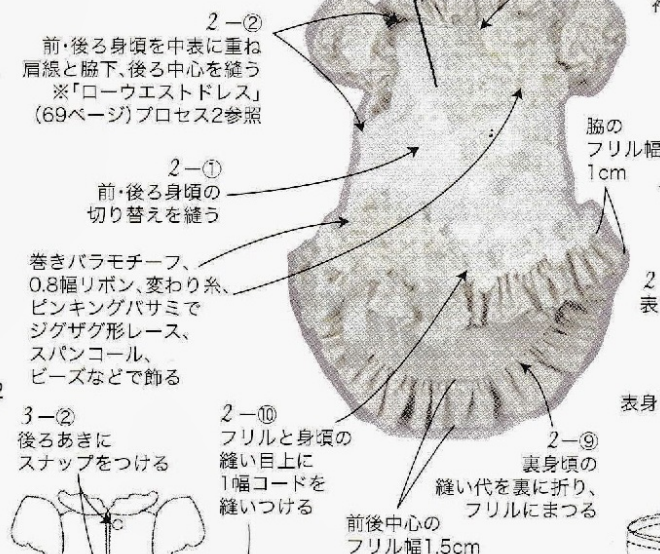 2－②
前・後ろ身頃を中表に重ね
肩線と脇下、後ろ中心を縫う
※「ローウエストドレス」
(69ページ)プロセス2参照
脇の
フリル幅
1cm
2－①
前・後ろ身頃の
切り替えを縫う
巻きバラモチーフ、
0.8幅リボン、変わり糸、
ピンキングバサミで
ジグザグ形レース、
スパンコール、
ビーズなどで飾る
2
表
表身
3－②
後ろあきに
スナップをつける
2－⑩
フリルと身頃の
縫い目上に
1幅コードを
縫いつける
2－⑨
裏身頃の
縫い代を裏に折り、
フリルにまつる
前後中心の
フリル幅1.5cm